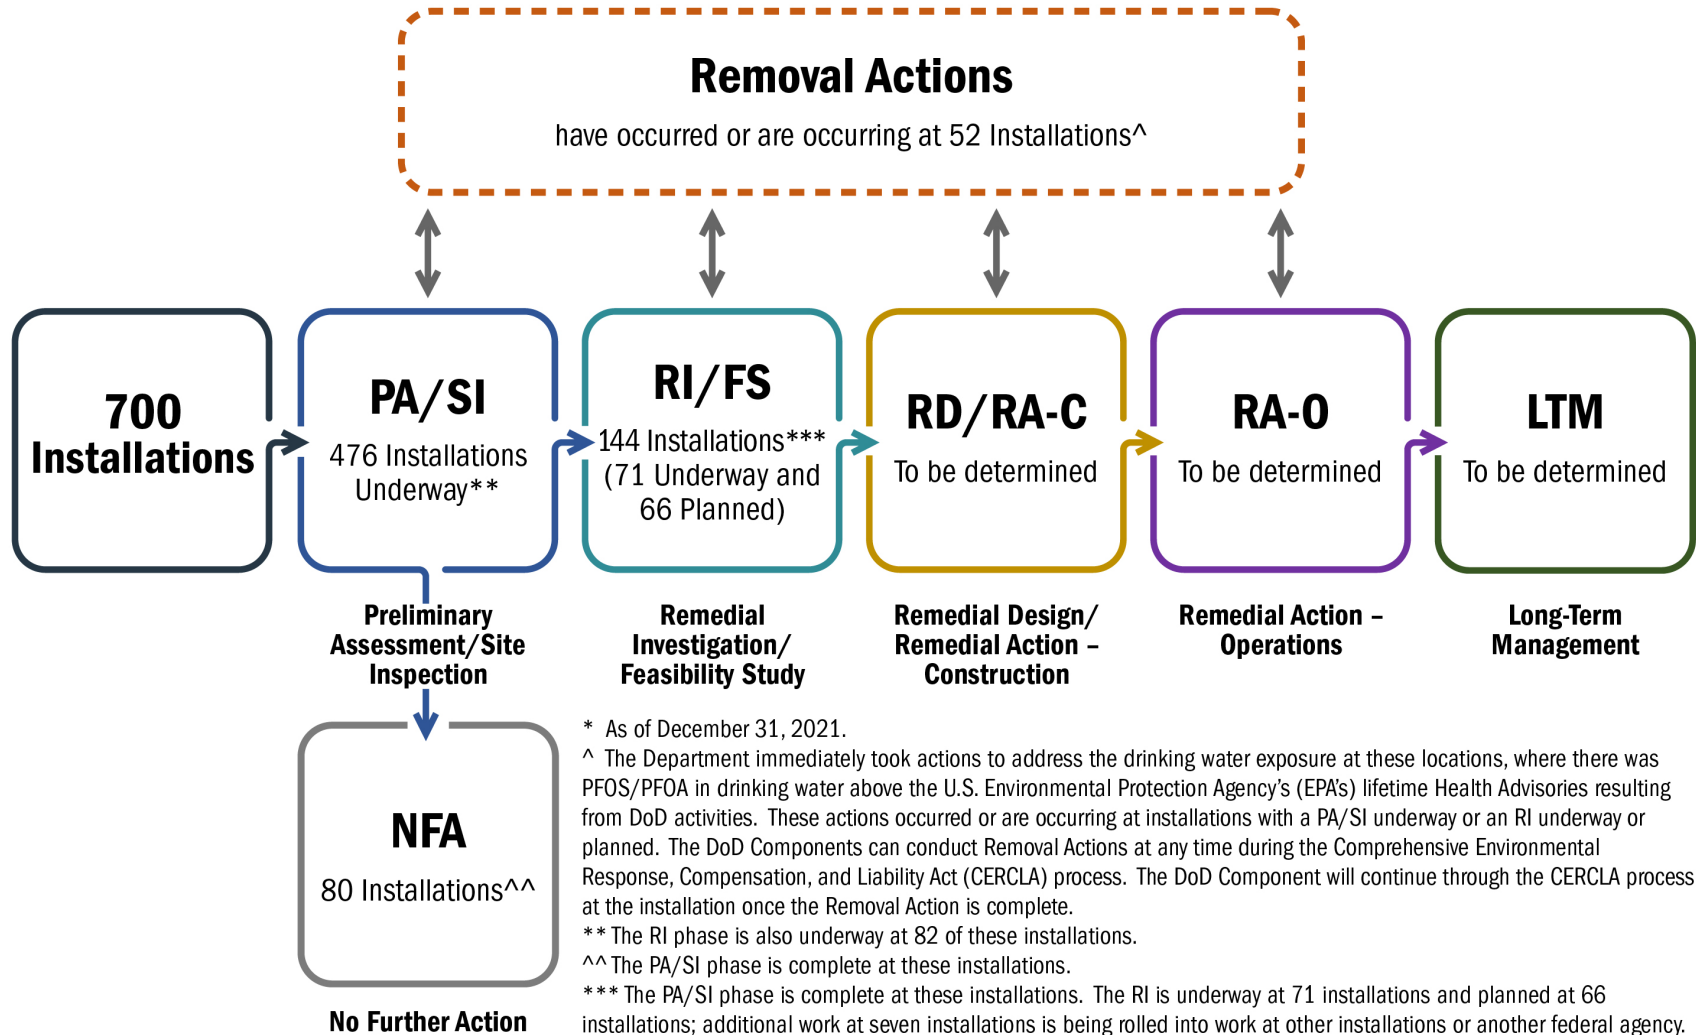 Removal Actions
have occurred or are occurring at 52 Installations^
700
Installations
PA/SI
476 Installations
Underway**
RI/FS
144 Installations***
(71 Underway and
66 Planned)
RD/RA-C
To be determined
RA-O
To be determined
LTM
To be determined
Preliminary
Assessment/Site
Inspection
Remedial
Investigation/
Feasibility Study
Remedial Design/
Remedial Action –
Construction
Remedial Action –
Operations
Long-Term
Management
NFA
80 Installations^^
No Further Action
* As of December 31, 2021.
^ The Department immediately took actions to address the drinking water exposure at these locations, where there was
PFOS/PFOA in drinking water above the U.S. Environmental Protection Agency’s (EPA’s) lifetime Health Advisories resulting
from DoD activities. These actions occurred or are occurring at installations with a PA/SI underway or an RI underway or
planned. The DoD Components can conduct Removal Actions at any time during the Comprehensive Environmental
Response, Compensation, and Liability Act (CERCLA) process. The DoD Component will continue through the CERCLA process
at the installation once the Removal Action is complete.
** The RI phase is also underway at 82 of these installations.
^^ The PA/SI phase is complete at these installations.
*** The PA/SI phase is complete at these installations. The RI is underway at 71 installations and planned at 66
installations; additional work at seven installations is being rolled into work at other installations or another federal agency.